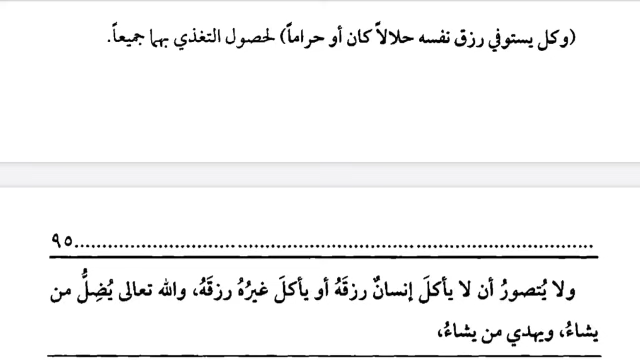 (وكل يستوفي رزق نفسه حلالاً كان أو حراماً) لحصول التغذي بهما جميعاً.
٩٥
ولا يُتصورُ أن لا يأكلَ إنسانٌ رزقَهُ أو يأكلَ غيرُهُ رزقَهُ، والله تعالى يُضِلُّ من
يشاءُ، ويهدي من يشاءُ،